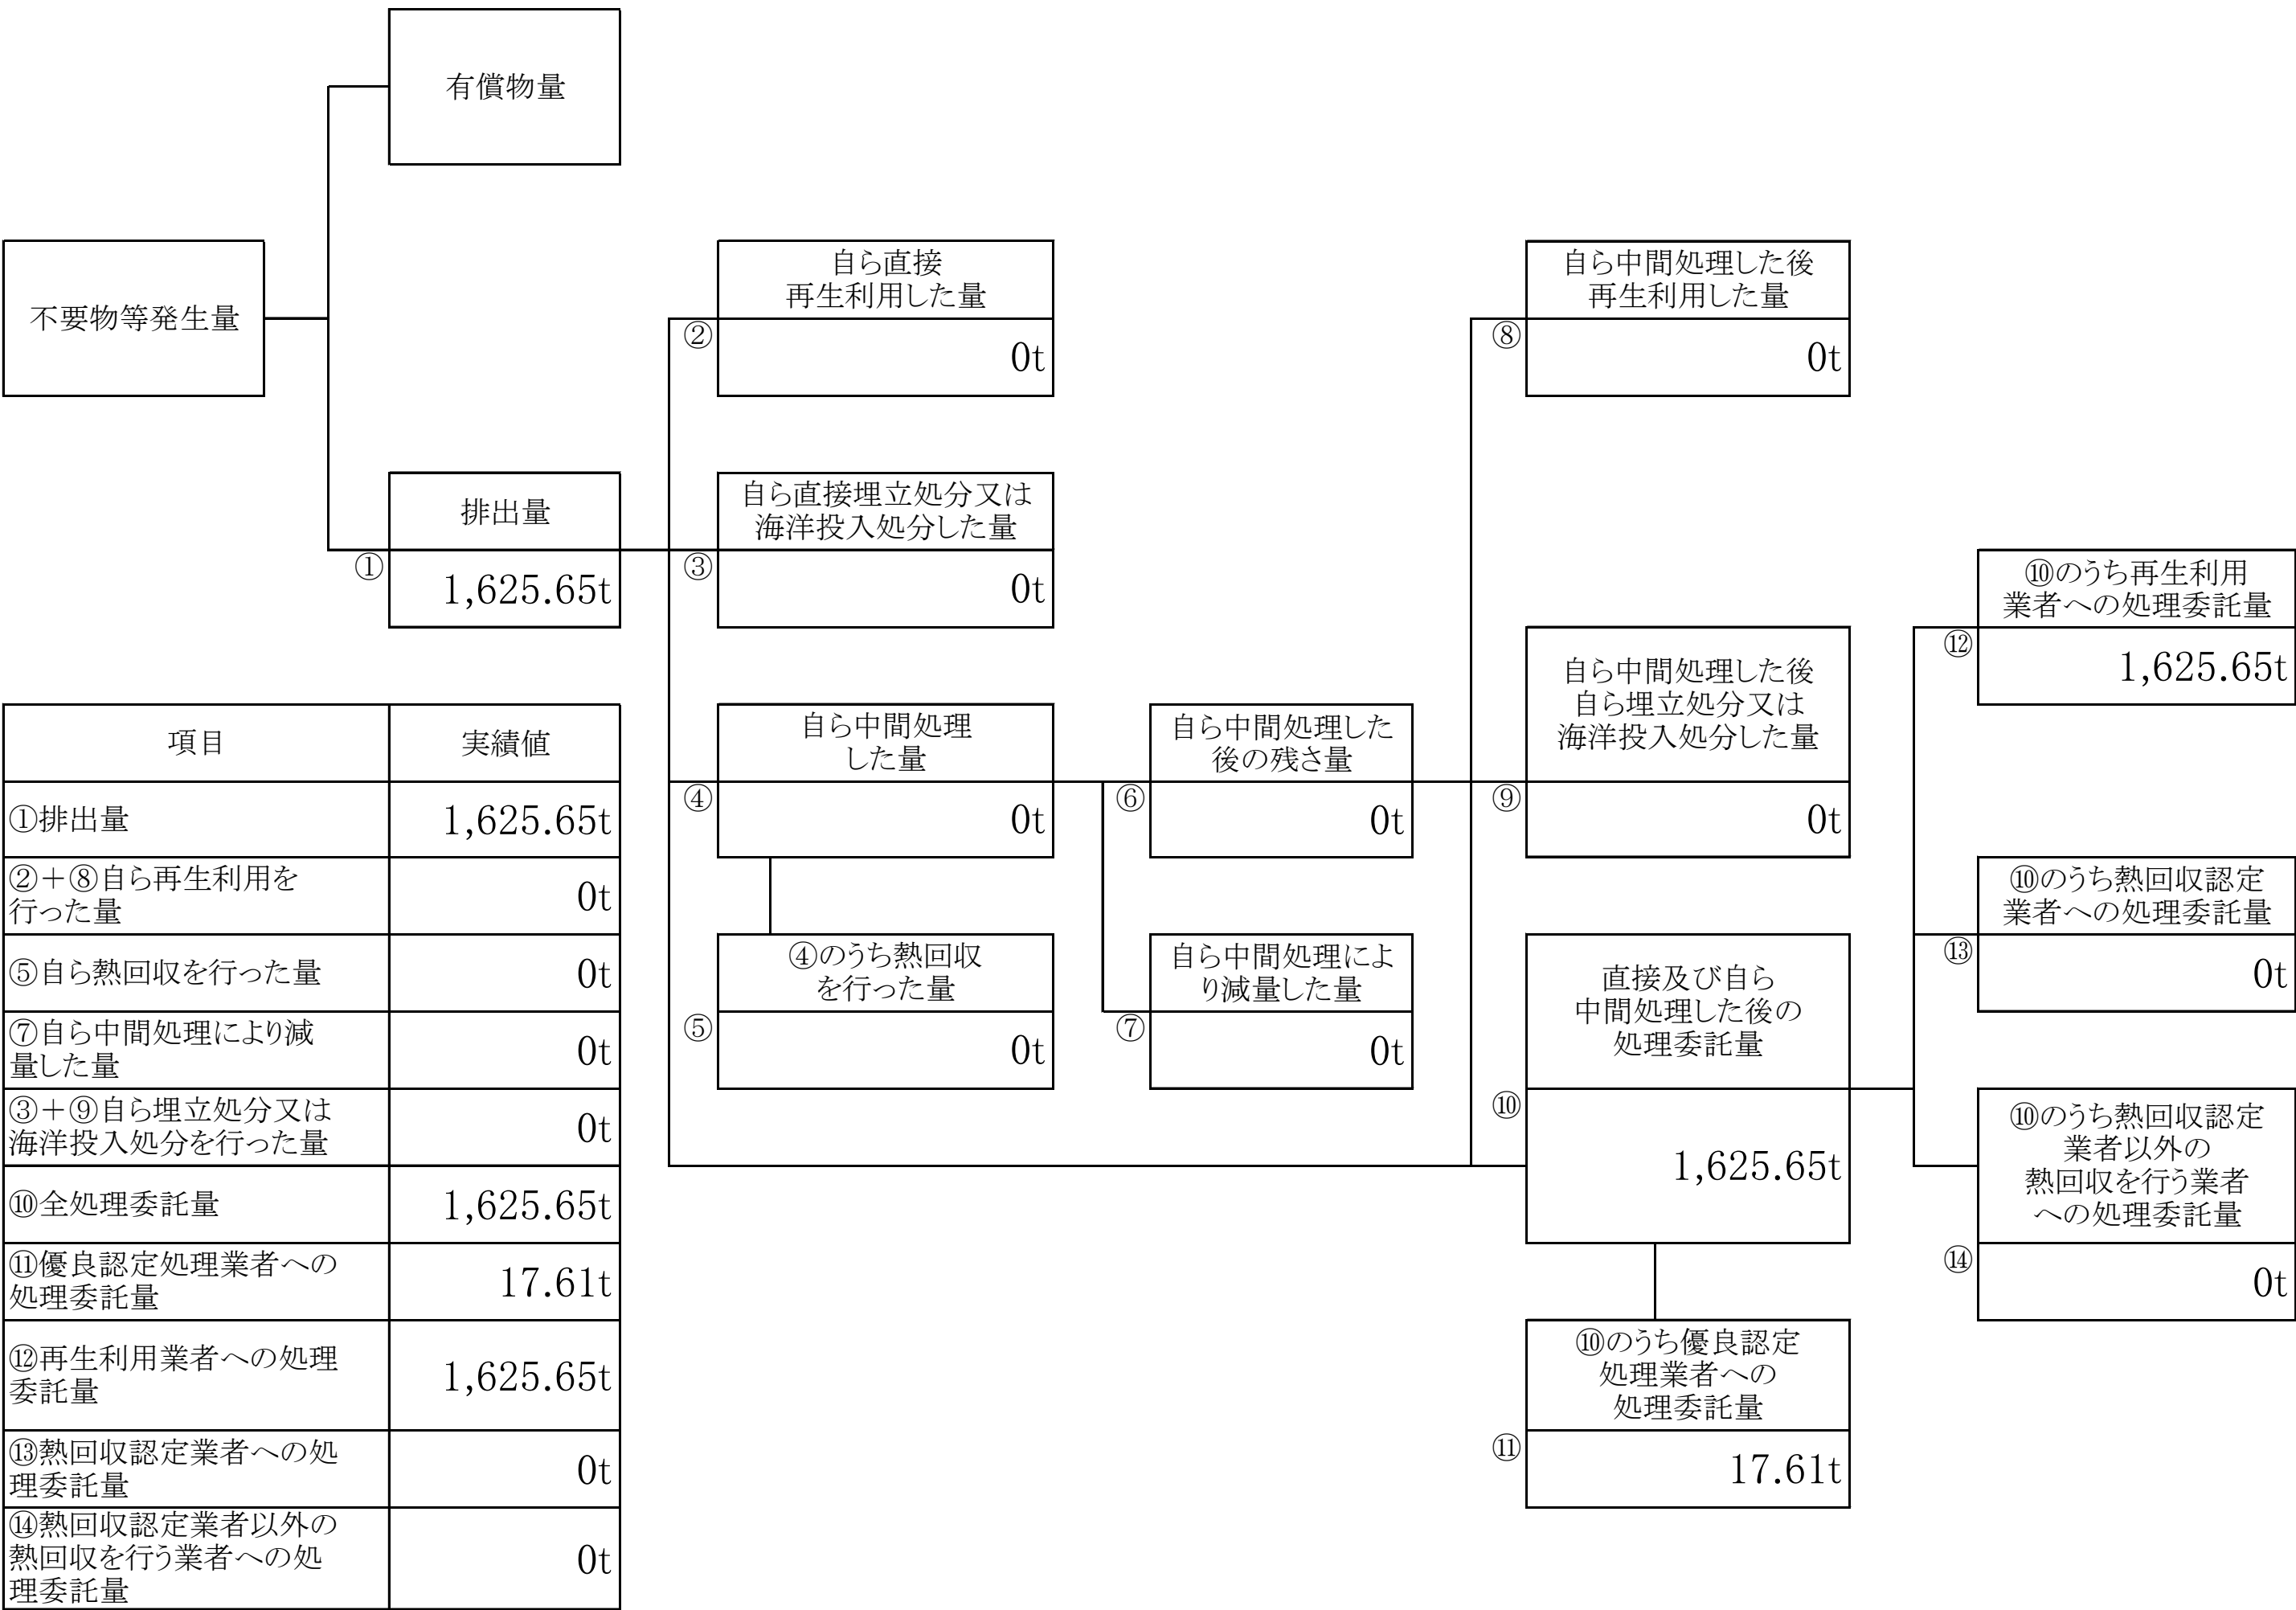 有償物量
不要物等発生量
自ら直接
再生利用した量
②
0t
自ら中間処理した後
再生利用した量
⑧
0t
排出量
①
1,625.65t
自ら直接埋立処分又は
海洋投入処分した量
③
0t
⑩のうち再生利用
業者への処理委託量
⑫
1,625.65t
自ら中間処理
した量
④
0t
自ら中間処理した
後の残さ量
⑥
0t
自ら中間処理した後
自ら埋立処分又は
海洋投入処分した量
⑨
0t
⑩のうち熱回収認定
業者への処理委託量
⑬
0t
④のうち熱回収
を行った量
⑤
0t
自ら中間処理によ
り減量した量
⑦
0t
直接及び自ら
中間処理した後の
処理委託量
⑩
1,625.65t
⑩のうち熱回収認定
業者以外の
熱回収を行う業者
への処理委託量
⑭
0t
⑩のうち優良認定
処理業者への
処理委託量
⑪
17.61t
項目
実績値
①排出量
1,625.65t
②＋⑧自ら再生利用を
行った量
0t
⑤自ら熱回収を行った量
0t
⑦自ら中間処理により減
量した量
0t
③＋⑨自ら埋立処分又は
海洋投入処分を行った量
0t
⑩全処理委託量
1,625.65t
⑪優良認定処理業者への
処理委託量
17.61t
⑫再生利用業者への処理
委託量
1,625.65t
⑬熱回収認定業者への処
理委託量
0t
⑭熱回収認定業者以外の
熱回収を行う業者への処
理委託量
0t